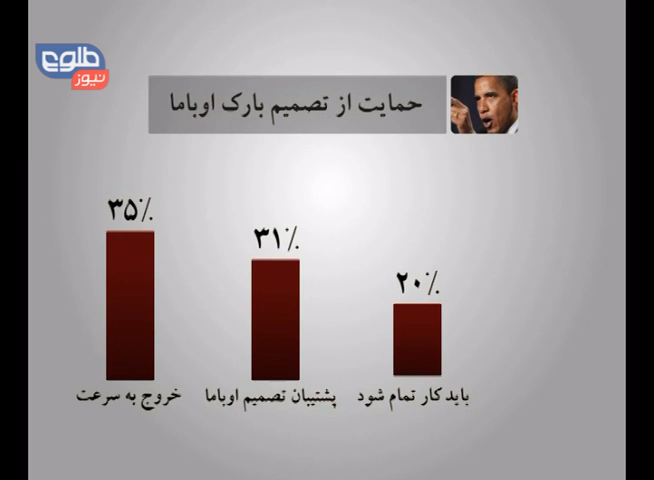 طلوع
نیوز
حمایت از تصمیم بارک اوباما
۳۵٪
۳۱٪
۲۰٪
خروج به سرعت
پشتیبان تصمیم اوباما
باید کار تمام شود